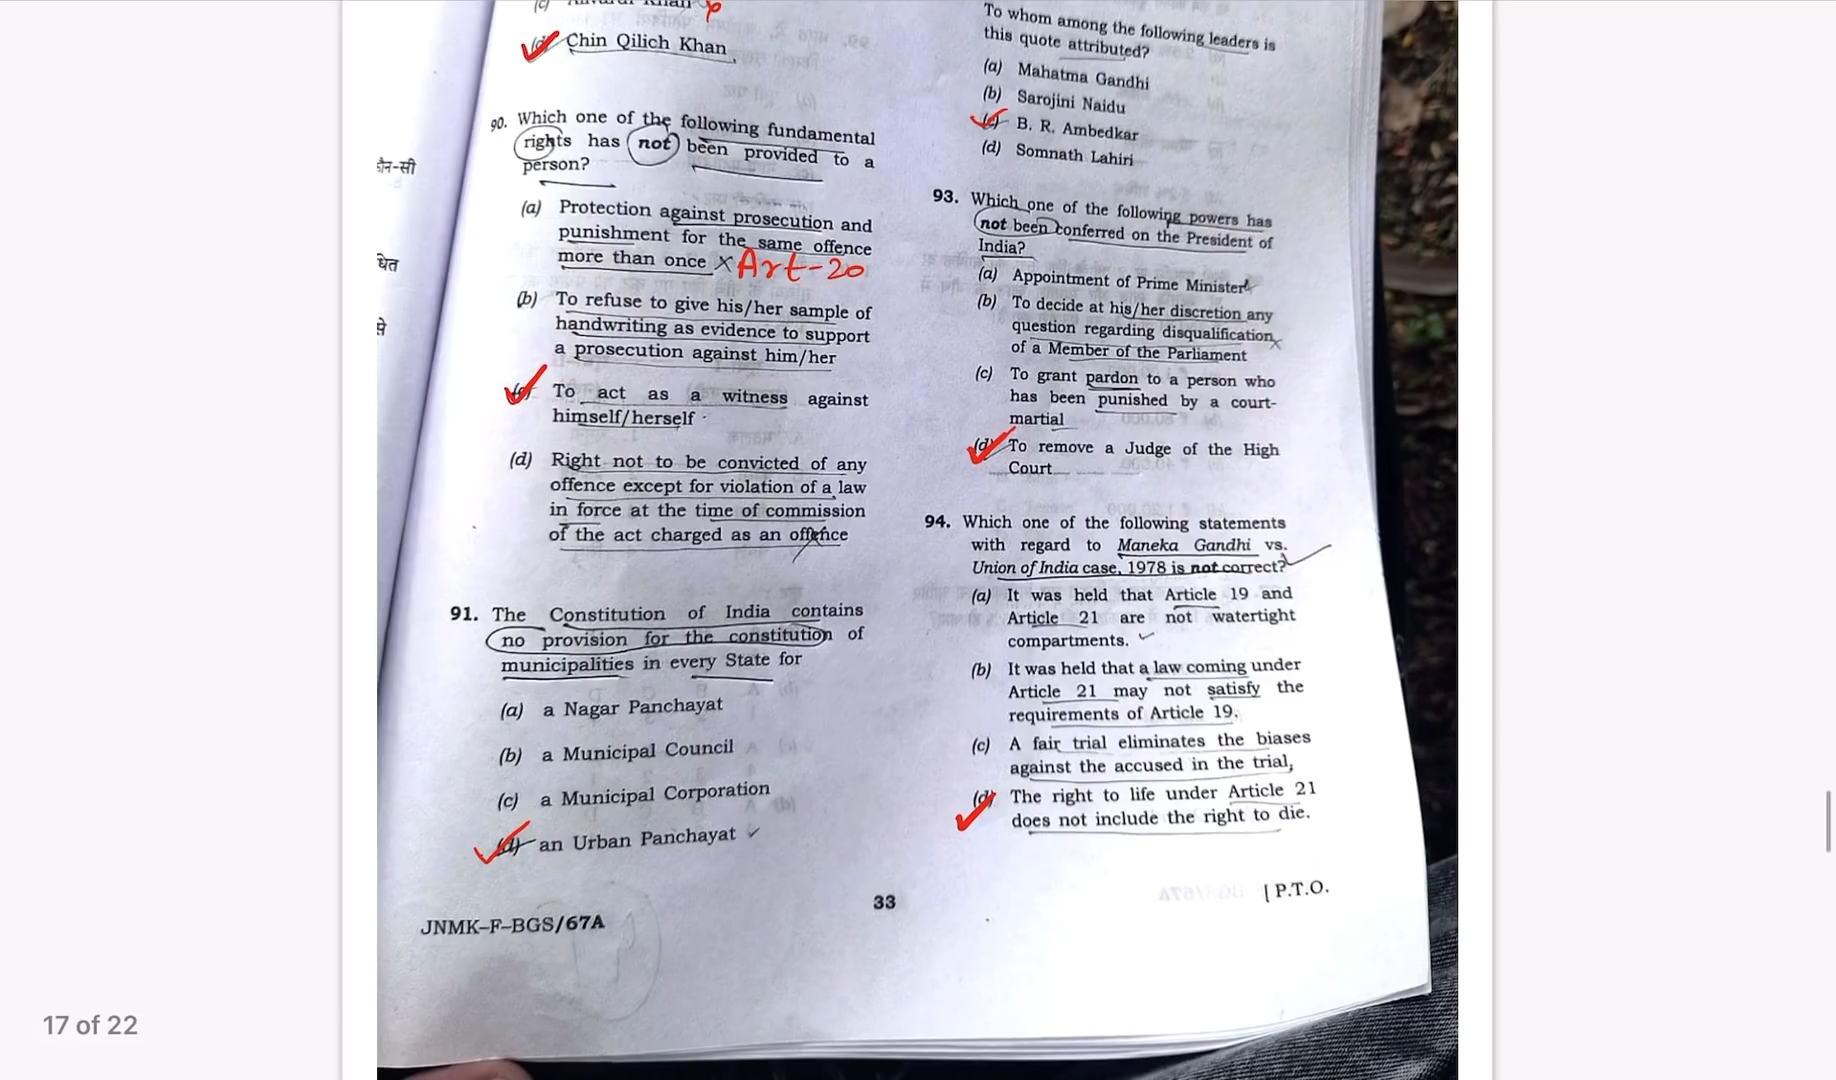 Chin Qilich Khan
90. Which one of the following fundamental
rights has not been provided to a
person?
(a) Protection against prosecution and
punishment for the same offence
more than once × Art-20
(b) To refuse to give his/her sample of
handwriting as evidence to support
a prosecution against him/her
To act as a witness against
himself/herself
(d) Right not to be convicted of any
offence except for violation of a law
in force at the time of commission
of the act charged as an offence
91. The Constitution of India contains
no provision for the constitution of
municipalities in every State for
(a) a Nagar Panchayat
(b) a Municipal Council
(c) a Municipal Corporation
(d) an Urban Panchayat
To whom among the following leaders is
this quote attributed?
(a) Mahatma Gandhi
(b) Sarojini Naidu
B. R. Ambedkar
(d) Somnath Lahiri
93. Which one of the following powers has
not been conferred on the President of
India?
(a) Appointment of Prime Minister
(b) To decide at his/her discretion any
question regarding disqualification
of a Member of the Parliament
(c) To grant pardon to a person who
has been punished by a court-
martial
(d) To remove a Judge of the High
Court
94. Which one of the following statements
with regard to Maneka Gandhi vs.
Union of India case, 1978 is not correct?
(a) It was held that Article 19 and
Article 21 are not watertight
compartments.
(b) It was held that a law coming under
Article 21 may not satisfy the
requirements of Article 19.
(c) A fair trial eliminates the biases
against the accused in the trial,
(d) The right to life under Article 21
does not include the right to die.
33
[ P.T.O.
JNMK-F-BGS/67A
17 of 22